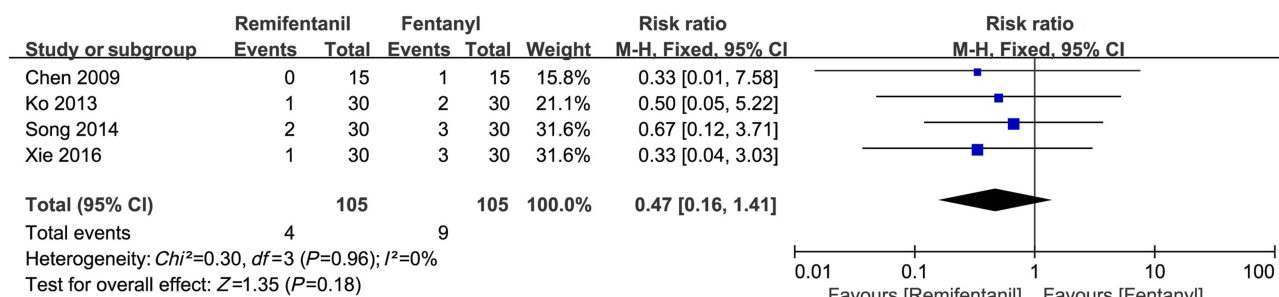 Remifentanil Fentanyl Risk ratio Risk ratio
Study or subgroup Events Total Events Total Weight M-H, Fixed, 95% CI M-H, Fixed, 95% CI
Chen 2009 0 15 1 15 15.8% 0.33 [0.01, 7.58]
Ko 2013 1 30 2 30 21.1% 0.50 [0.05, 5.22]
Song 2014 2 30 3 30 31.6% 0.67 [0.12, 3.71]
Xie 2016 1 30 3 30 31.6% 0.33 [0.04, 3.03]
Total (95% CI) 105 105 100.0% 0.47 [0.16, 1.41]
Total events 4 9
Heterogeneity: Chi²=0.30, df=3 (P=0.96); I²=0%
Test for overall effect: Z=1.35 (P=0.18)
0.01 0.1 1 10 100
Favours [Remifentanil] Favours [Fentanyl]